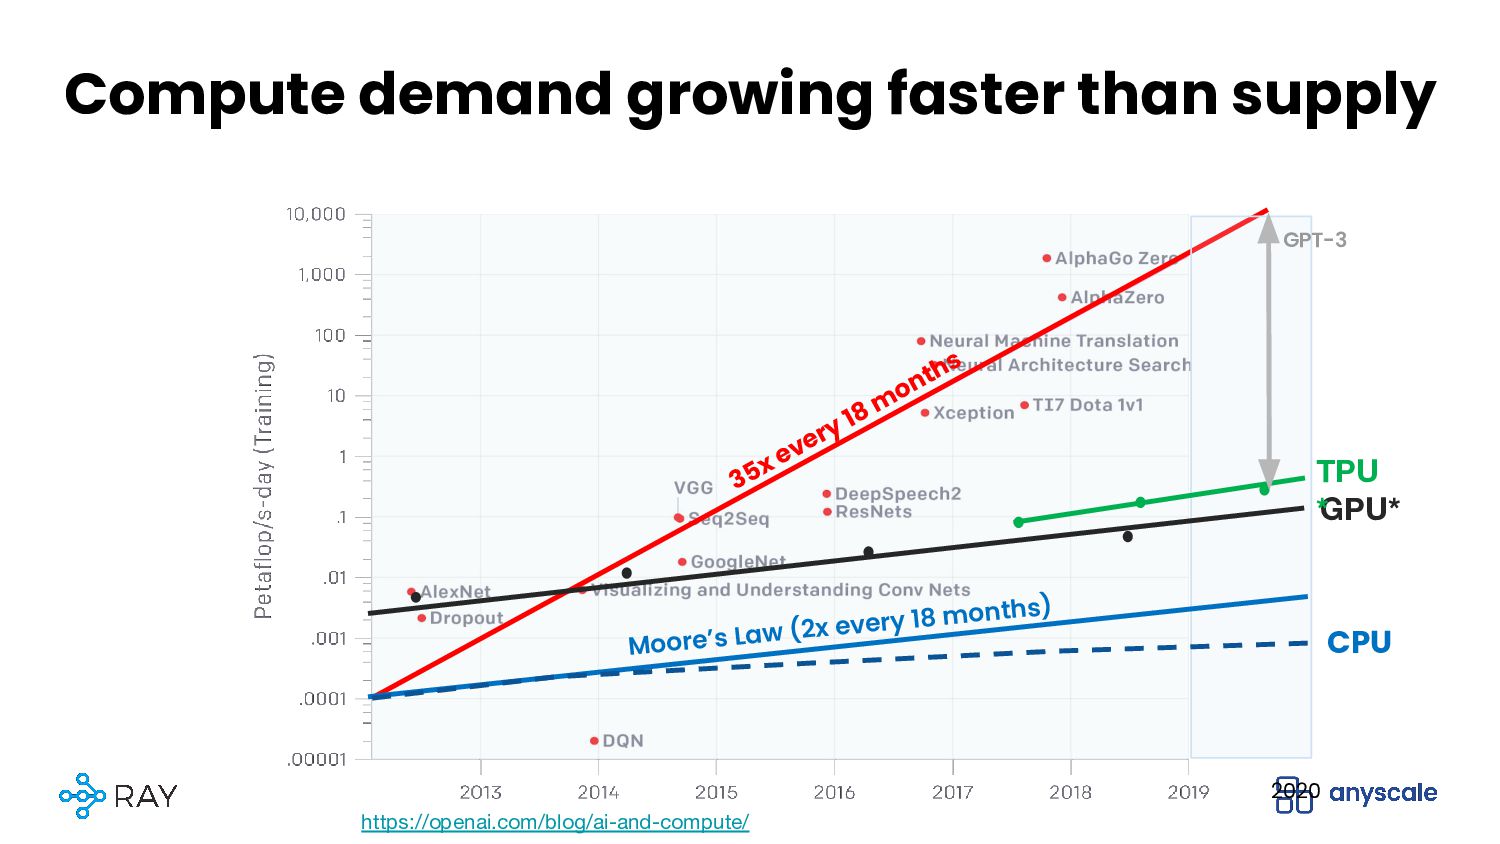 Compute demand growing faster than supply
10,000
1,000
100
10
1
.1
.01
.001
.0001
.00001
Petaflop/s-day (Training)
GPT-3
AlphaGo Zero
AlphaZero
Neural Machine Translation
Neural Architecture Search
TI7 Dota 1v1
Xception
35x every 18 months
VGG
DeepSpeech2
ResNets
Seq2Seq
GoogleNet
AlexNet
Visualizing and Understanding Conv Nets
Dropout
Moore's Law (2x every 18 months)
DQN
TPU
*
GPU*
CPU
2013
2014
2015
2016
2017
2018
2019
2020
RAY
anyscale
https://openai.com/blog/ai-and-compute/